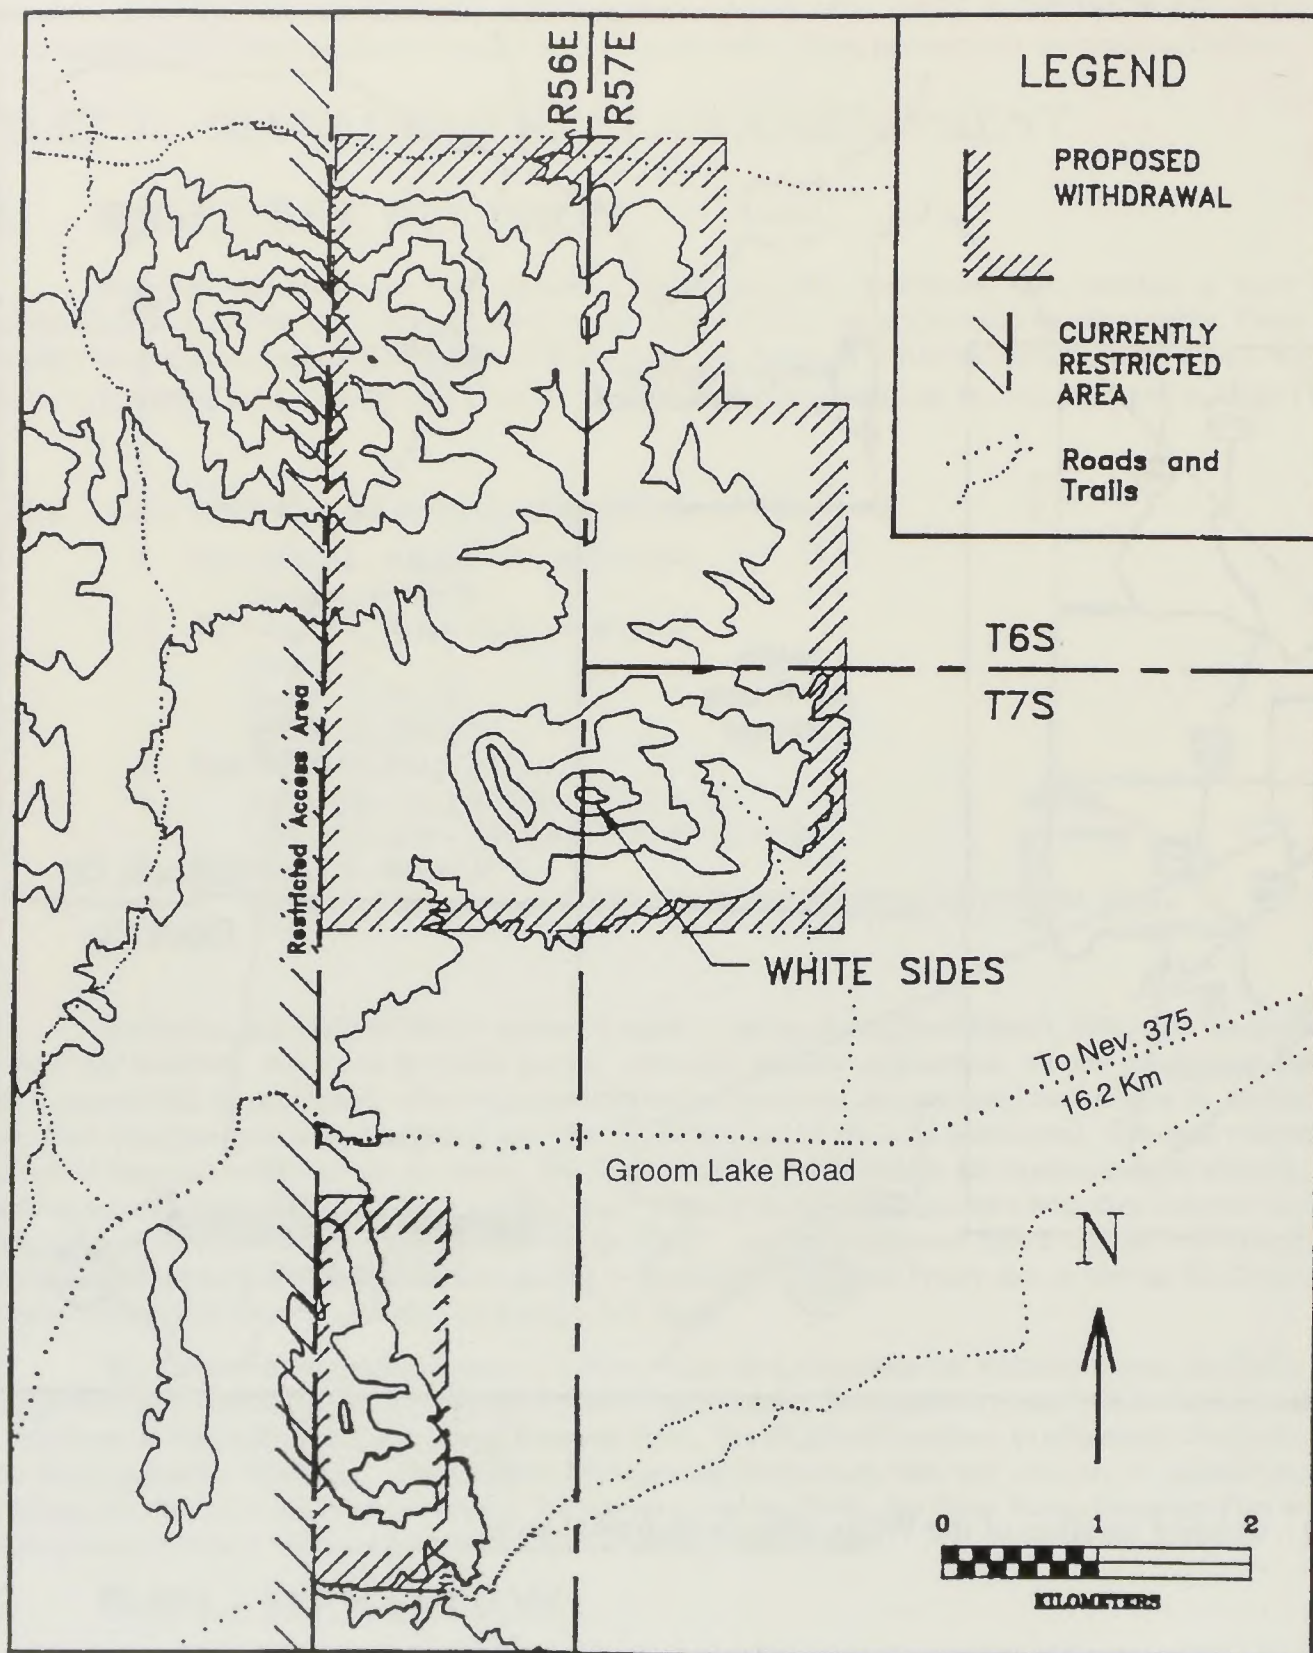 R56E
R57E
LEGEND
PROPOSED
WITHDRAWAL
CURRENTLY
RESTRICTED
AREA
Roads and
Trails
T6S
T7S
Restricted Access Area
WHITE SIDES
To Nev. 375
16.2 Km
Groom Lake Road
N
0 1 2
KILOMETERS